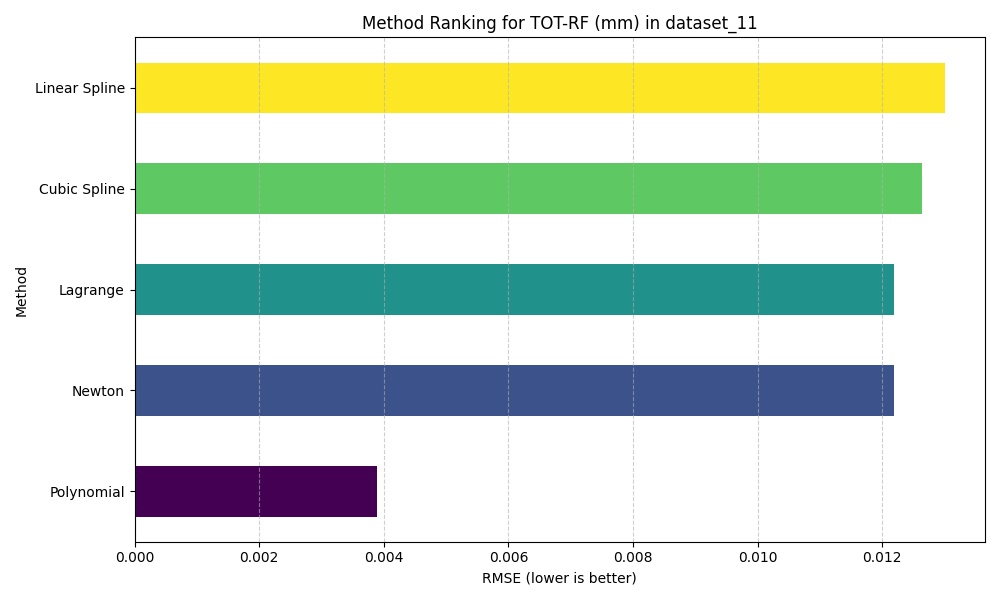 Method Ranking for TOT-RF (mm) in dataset_11
Linear Spline
Cubic Spline
Lagrange
Newton
Polynomial
Method
0.000 0.002 0.004 0.006 0.008 0.010 0.012
RMSE (lower is better)